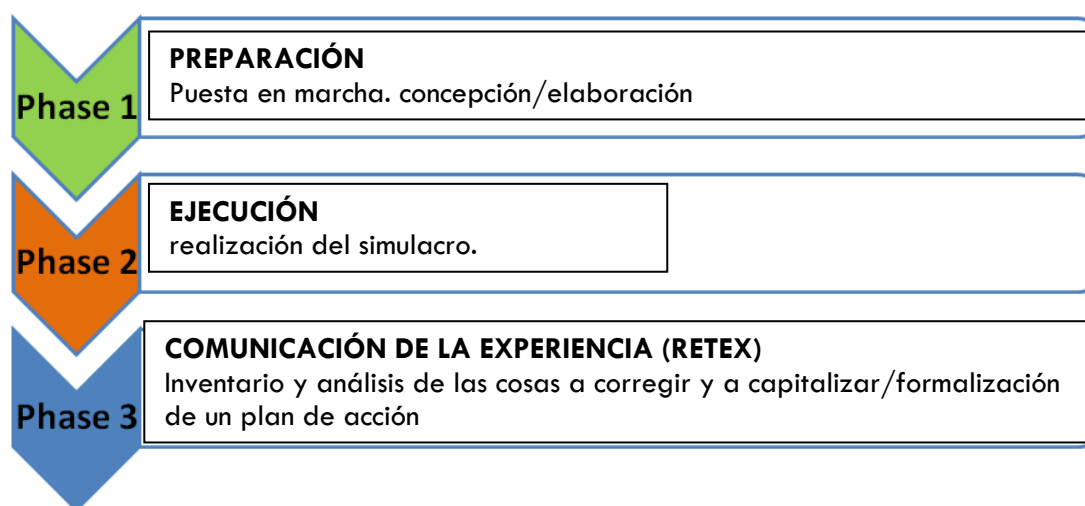 Phase 1
PREPARACIÓN
Puesta en marcha. concepción/elaboración
Phase 2
EJECUCIÓN
realización del simulacro.
Phase 3
COMUNICACIÓN DE LA EXPERIENCIA (RETEX)
Inventario y análisis de las cosas a corregir y a capitalizar/formalización
de un plan de acción